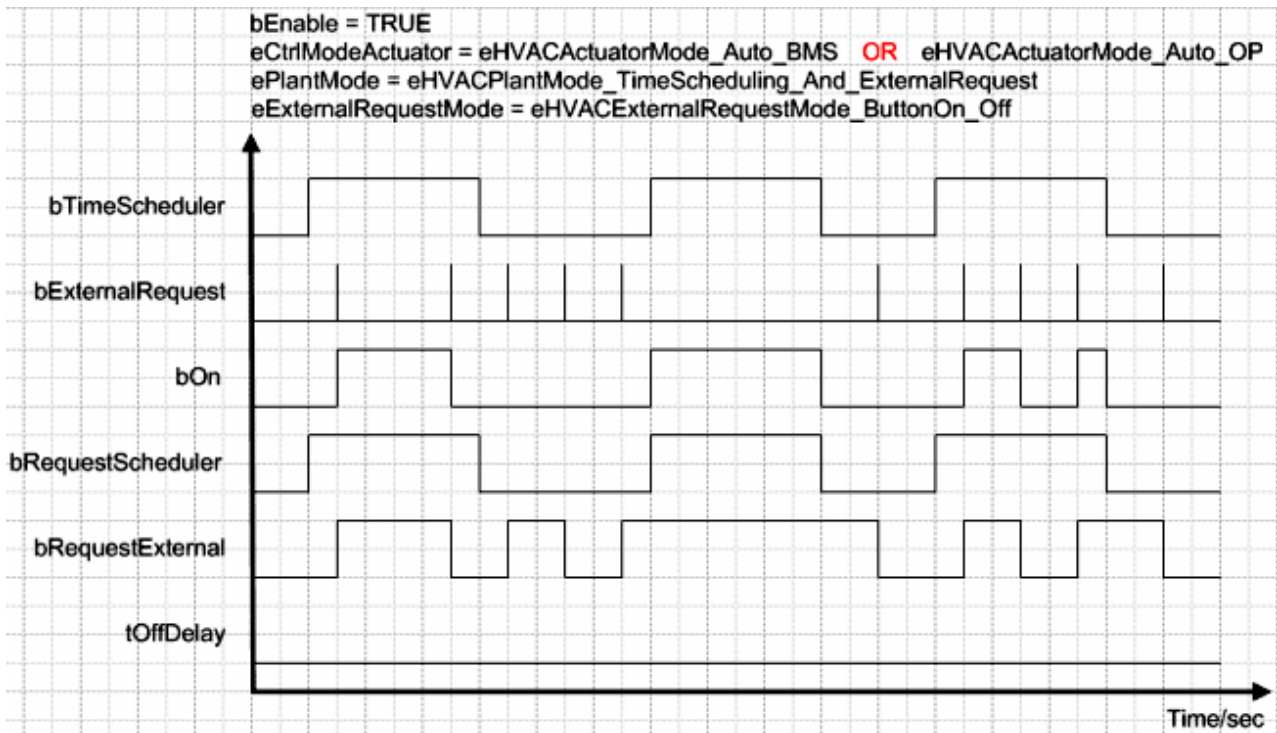 bEnable = TRUE
eCtrlModeActuator = eHVACActuatorMode_Auto_BMS OR eHVACActuatorMode_Auto_OP
ePlantMode = eHVACPlantMode_TimeScheduling_And_ExternalRequest
eExternalRequestMode = eHVACExternalRequestMode_ButtonOn_Off
bTimeScheduler
bExternalRequest
bOn
bRequestScheduler
bRequestExternal
tOffDelay
Time/sec